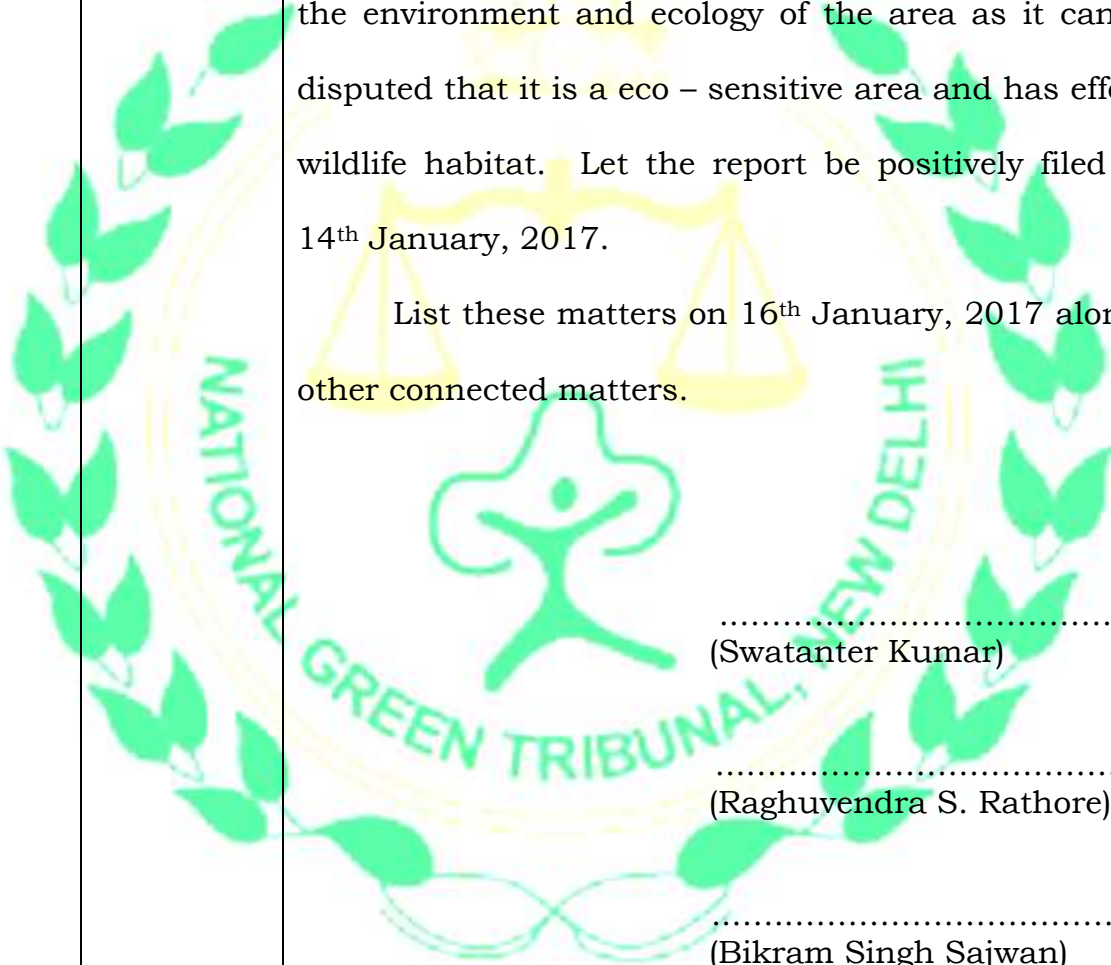 the environment and ecology of the area as it can
disputed that it is a eco – sensitive area and has
wildlife habitat. Let the report be positively filed
14th January, 2017.
List these matters on 16th January, 2017
other connected matters.
NATIONAL GREEN TRIBUNAL, NEW DELHI
.......................................
(Swatanter Kumar)
.......................................
(Raghuvendra S. Rathore)
.......................................
(Bikram Singh Sajwan)